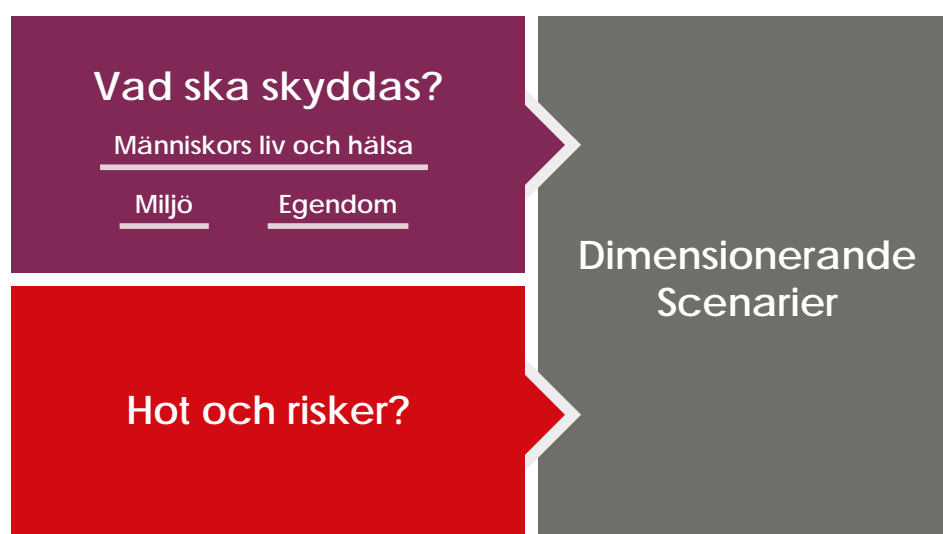 Vad ska skyddas?
Människors liv och hälsa
Miljö Egendom
Hot och risker?
Dimensionerande
Scenarier